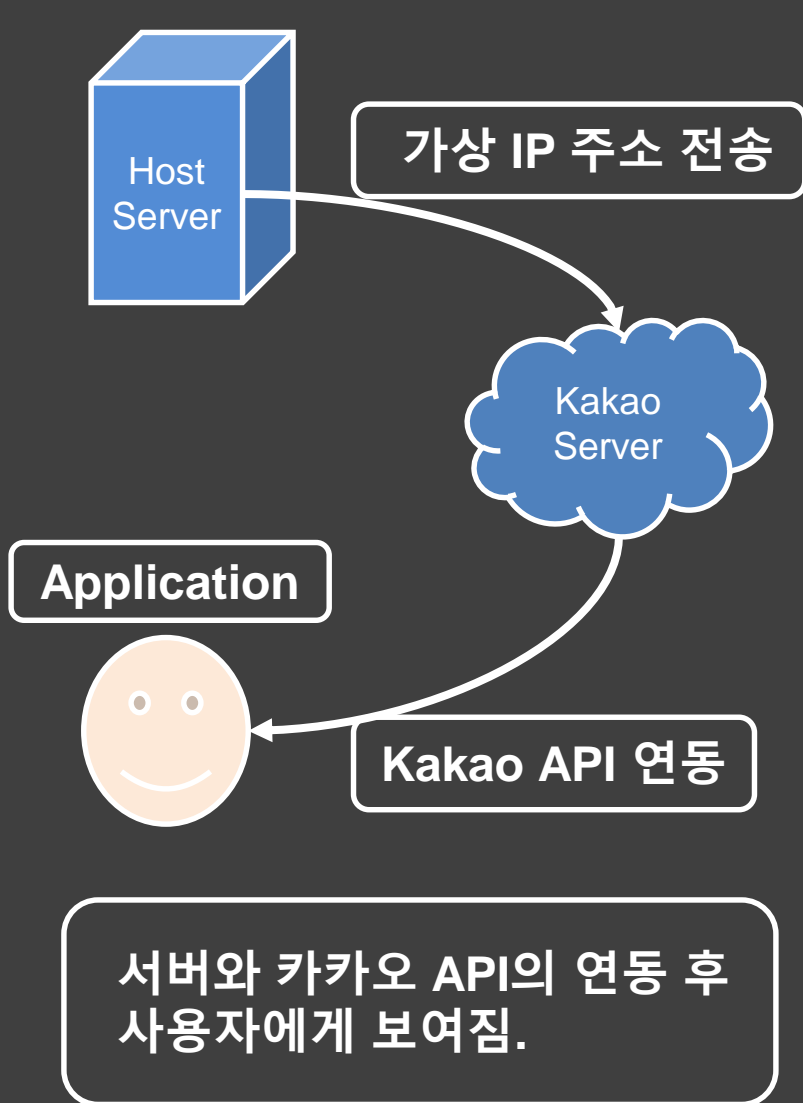 Host
Server
가상 IP 주소 전송
Kakao
Server
Application
Kakao API 연동
서버와 카카오 API의 연동 후
사용자에게 보여짐.